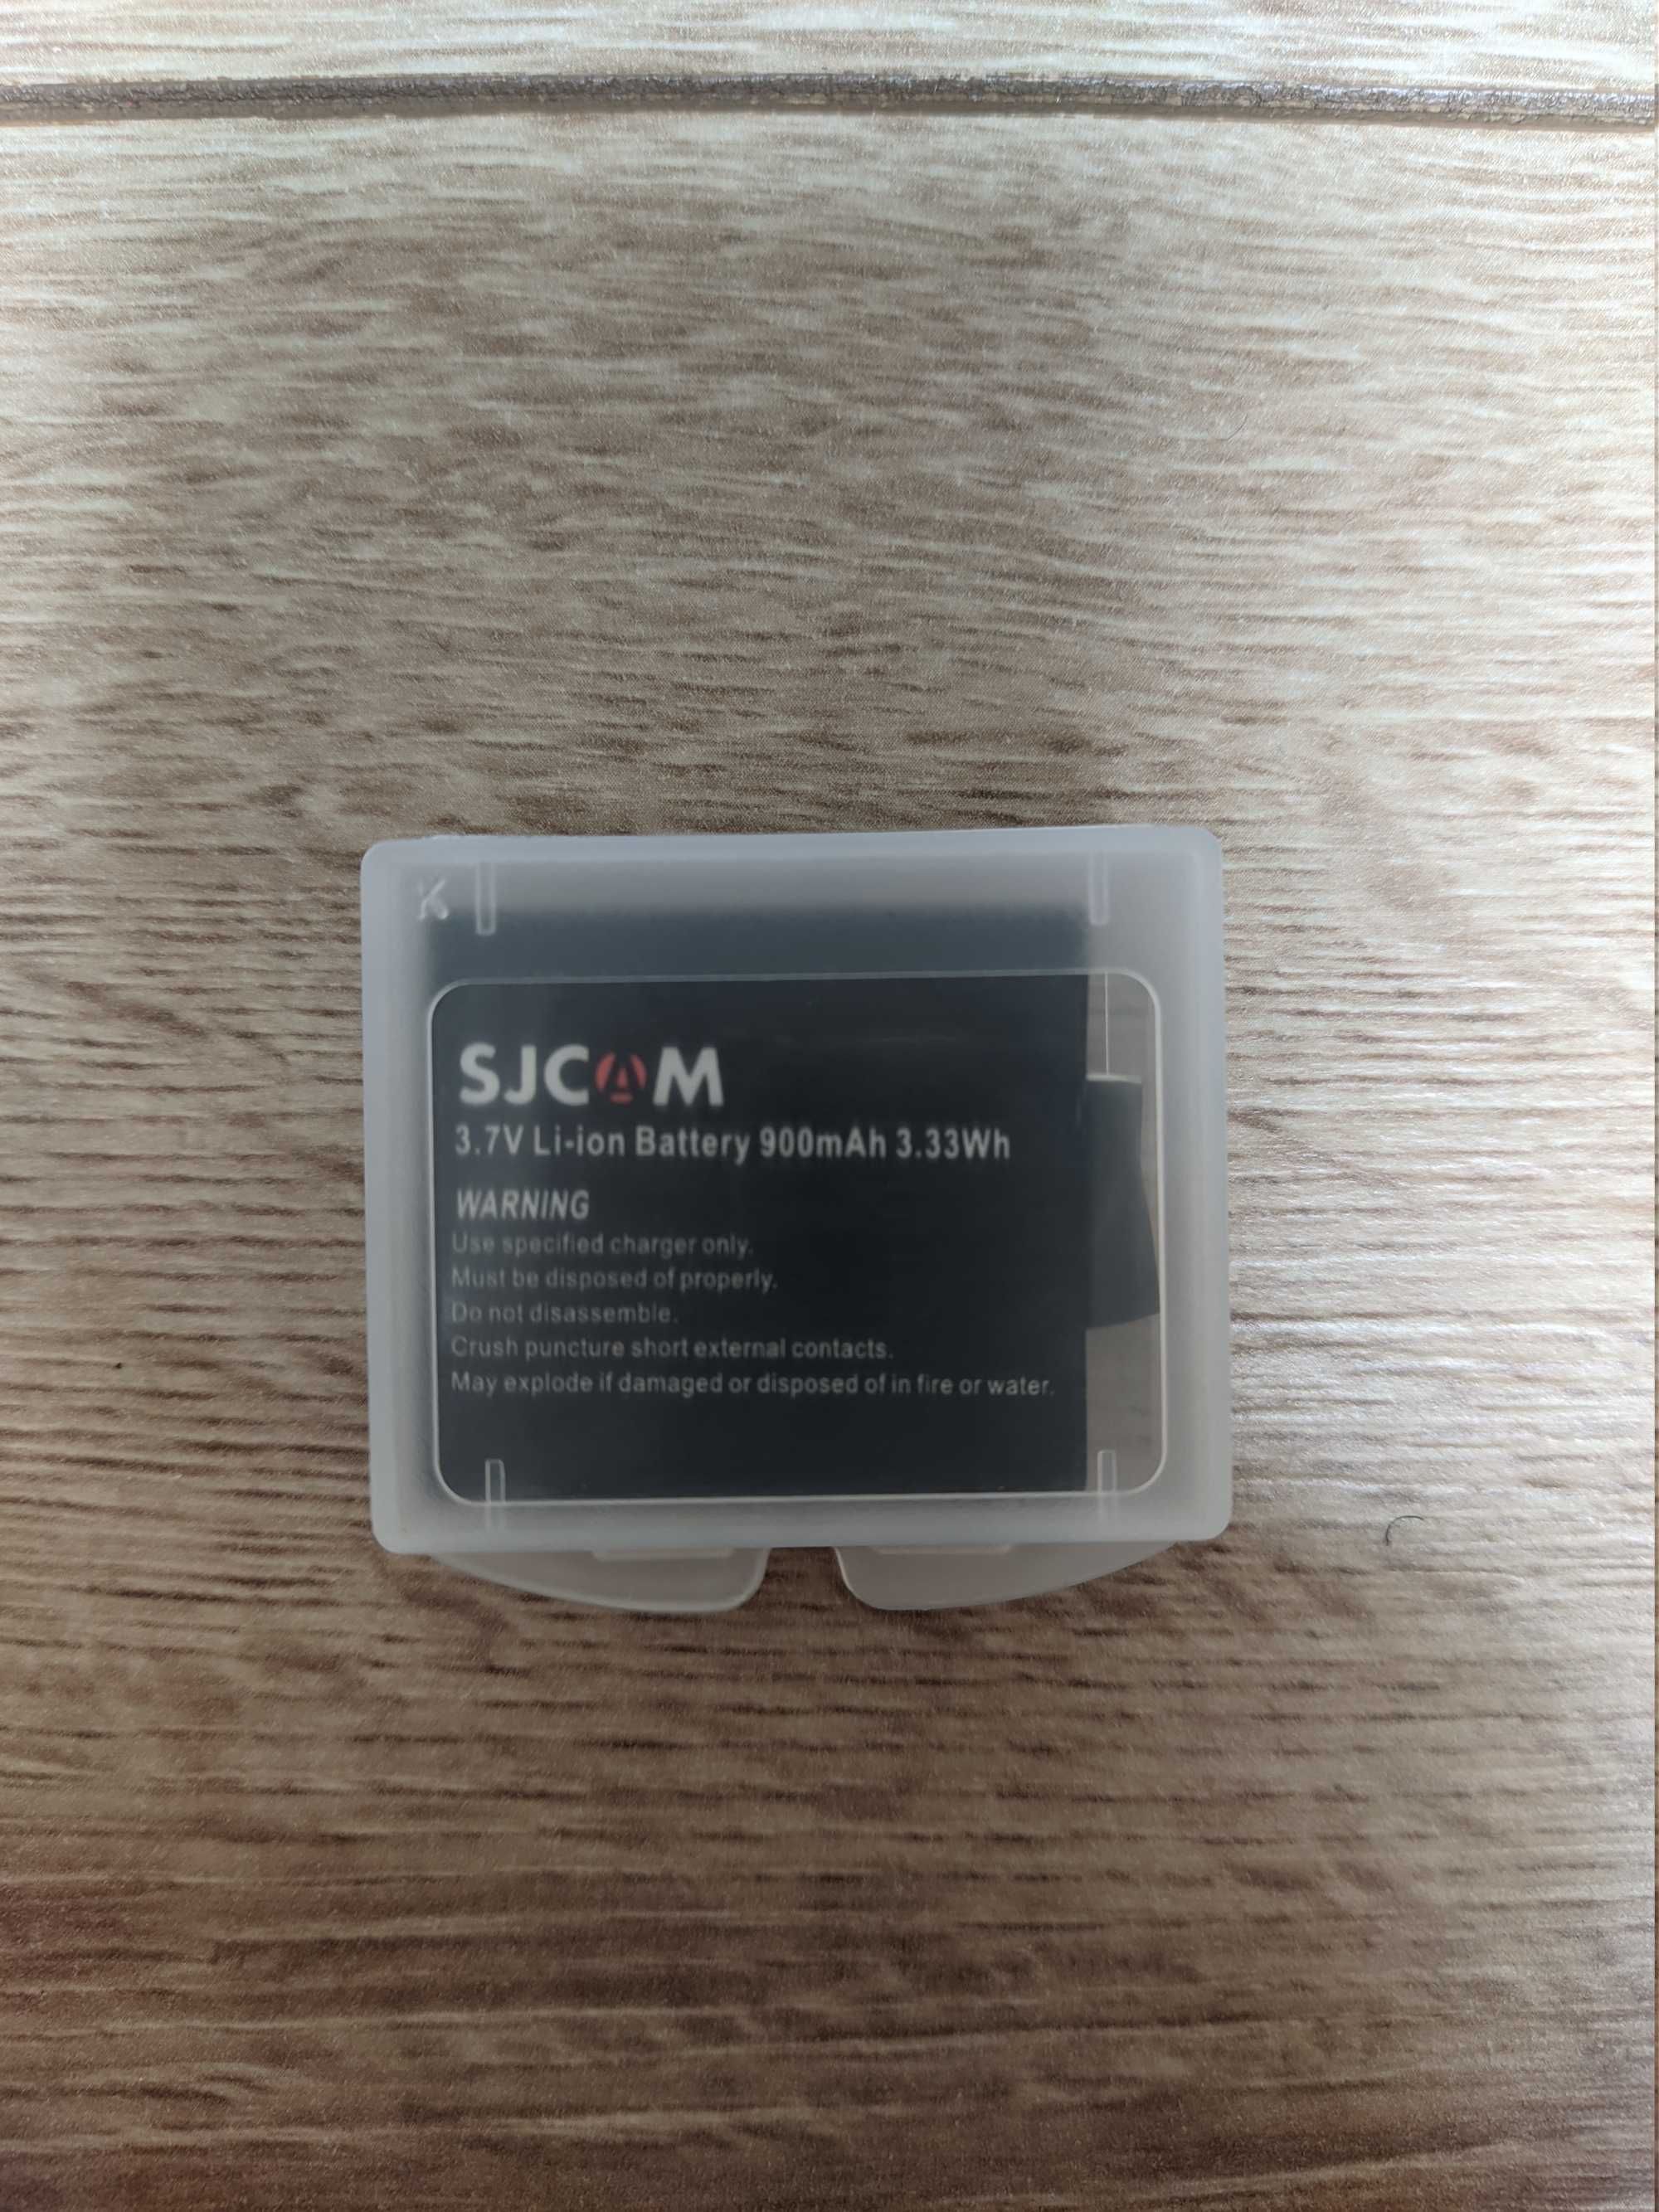 K
SJCAM
3.7V Li-ion Battery 900mAh 3.33Wh
WARNING
Use specified charger only.
Must be disposed of properly.
Do not disassemble.
Crush puncture short external contacts.
May explode if damaged or disposed of in fire or water.